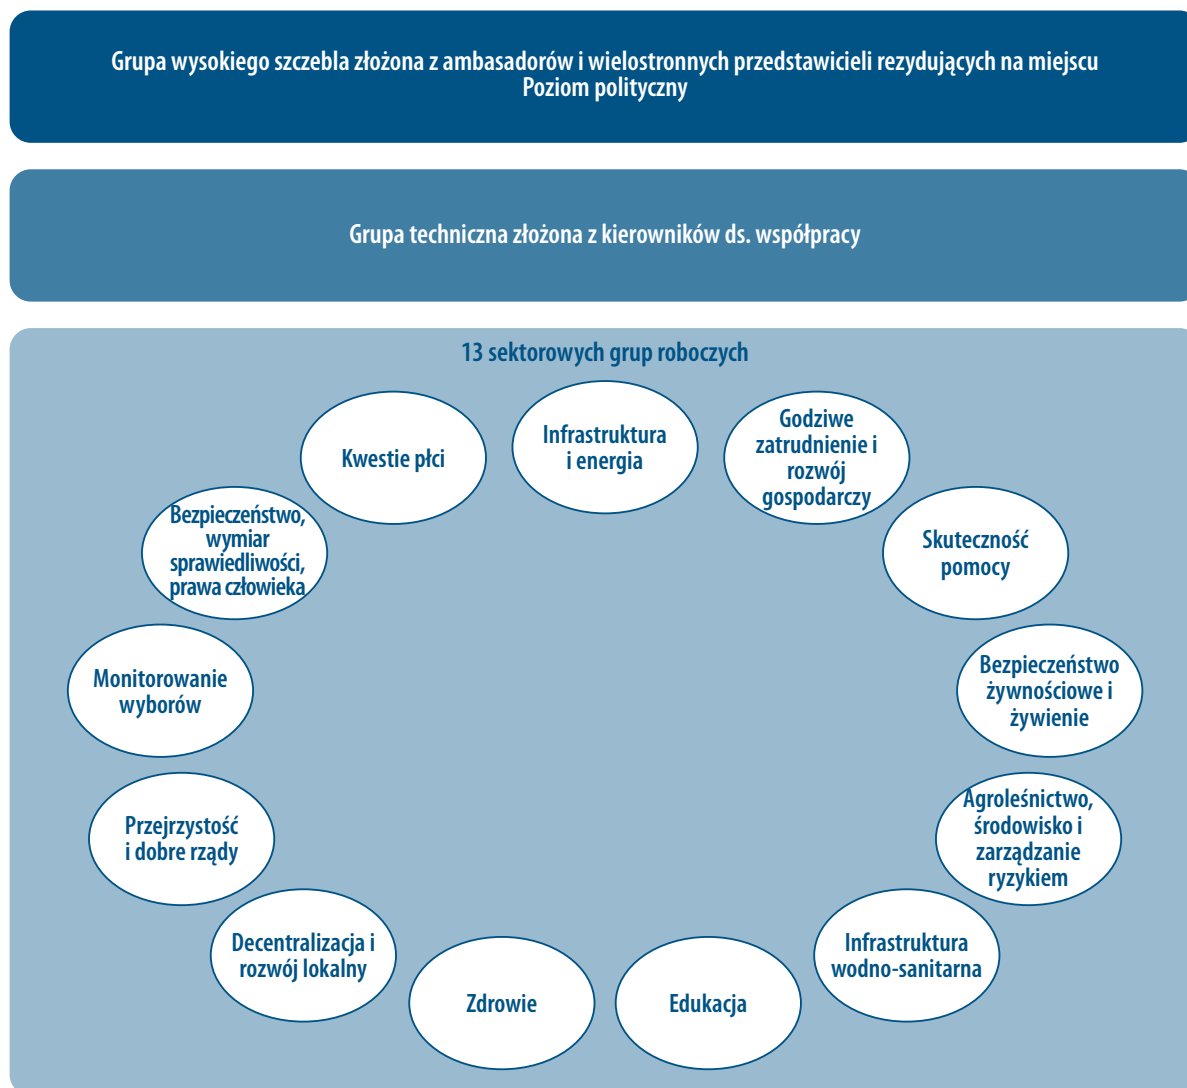 Grupa wysokiego szczebla złożona z ambasadorów i wielostronnych przedstawicieli rezydujących na miejscu
Poziom polityczny
Grupa techniczna złożona z kierowników ds. współpracy
13 sektorowych grup roboczych
Infrastruktura
i energia
Godziwe
zatrudnienie i
rozwój
gospodarczy
Skuteczność
pomocy
Bezpieczeństwo
żywnościowe i
żywienie
Agroleśnictwo,
środowisko i
zarządzanie
ryzykiem
Infrastruktura
wodno-sanitarna
Edukacja
Zdrowie
Decentralizacja i
rozwój lokalny
Przejrzystość
i dobre rządy
Monitorowanie
wyborów
Bezpieczeństwo,
wymiar
sprawiedliwości,
prawa człowieka
Kwestie płci